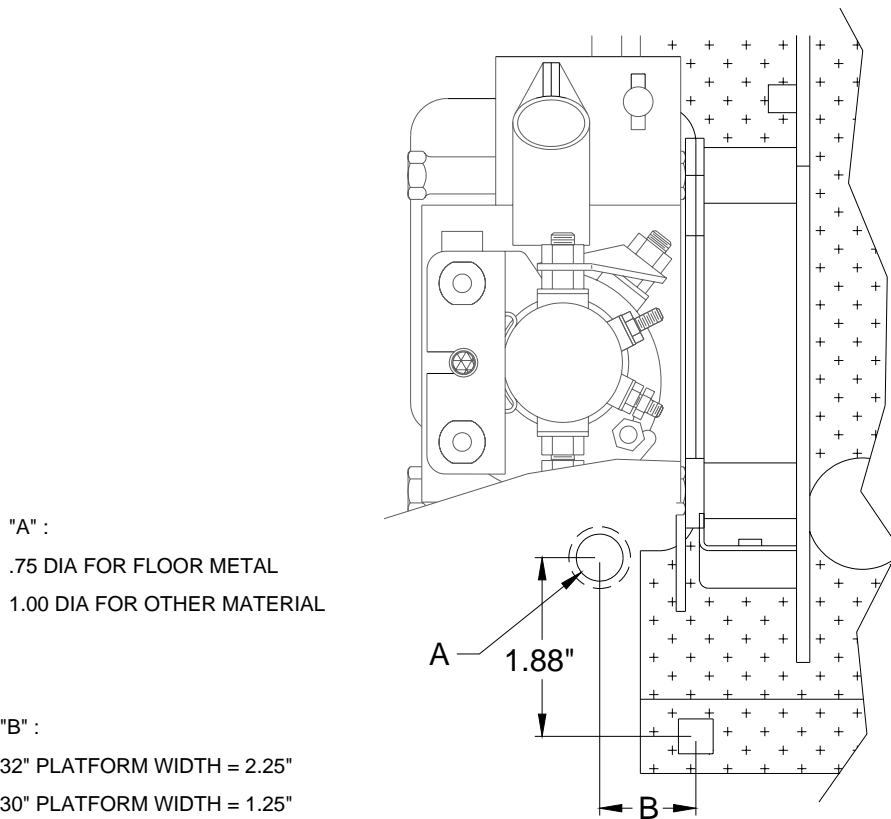 "A" :
.75 DIA FOR FLOOR METAL
1.00 DIA FOR OTHER MATERIAL
A
1.88"
"B" :
32" PLATFORM WIDTH = 2.25"
30" PLATFORM WIDTH = 1.25"
B